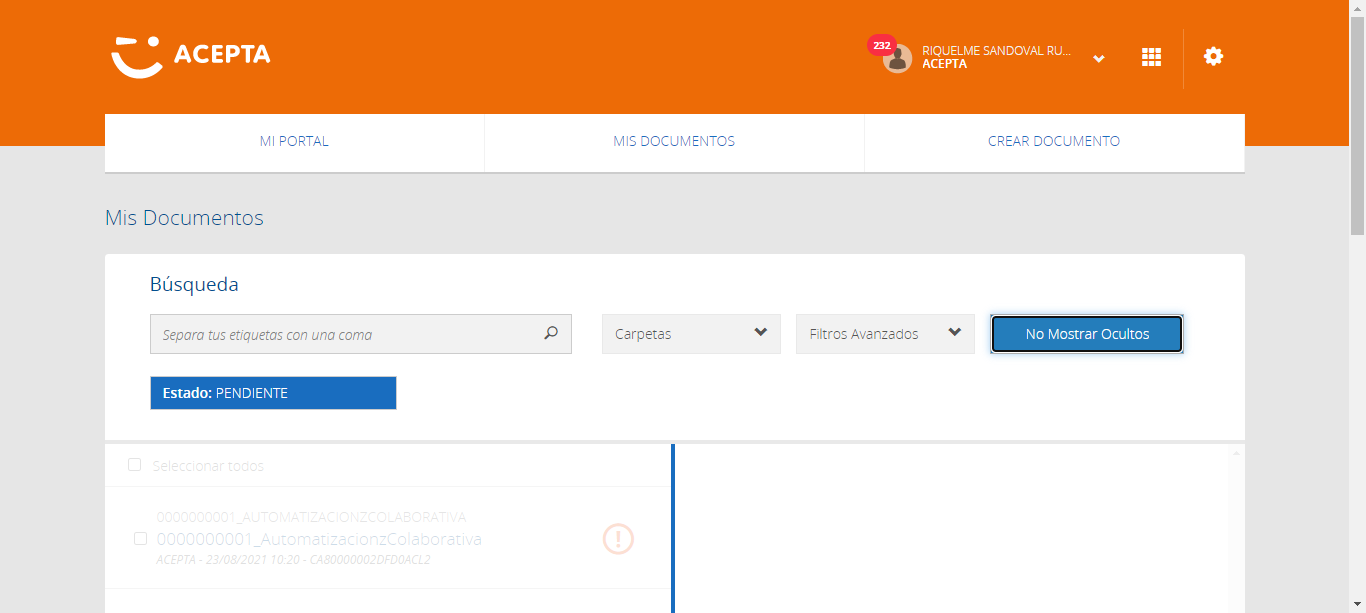 ACEPTA
232
RIQUELME SANDOVAL RU...
ACEPTA
MI PORTAL
MIS DOCUMENTOS
CREAR DOCUMENTO
Mis Documentos
Búsqueda
Separa tus etiquetas con una coma
Carpetas
Filtros Avanzados
No Mostrar Ocultos
Estado: PENDIENTE
Seleccionar todos
0000000001_AUTOMATIZACIONZCOLABORATIVA
0000000001_AutomatizacionzColaborativa
ACEPTA - 23/08/2021 10:20 - CA80000002DFD0ACL2